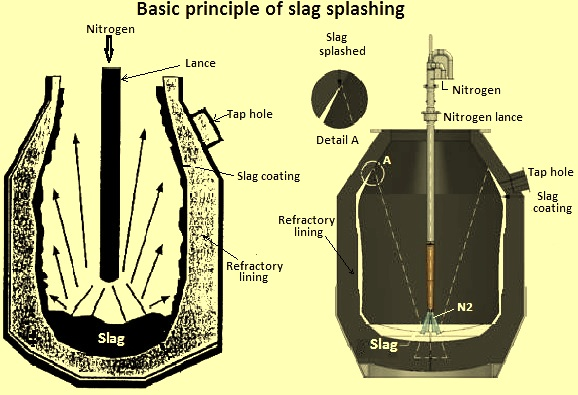 Basic principle of slag splashing
Nitrogen
Lance
Tap hole
Slag coating
Refractory
lining
Slag
Slag
splashed
Detail A
Nitrogen
Nitrogen lance
A
Tap hole
Slag
coating
Refractory
lining
N2
Slag